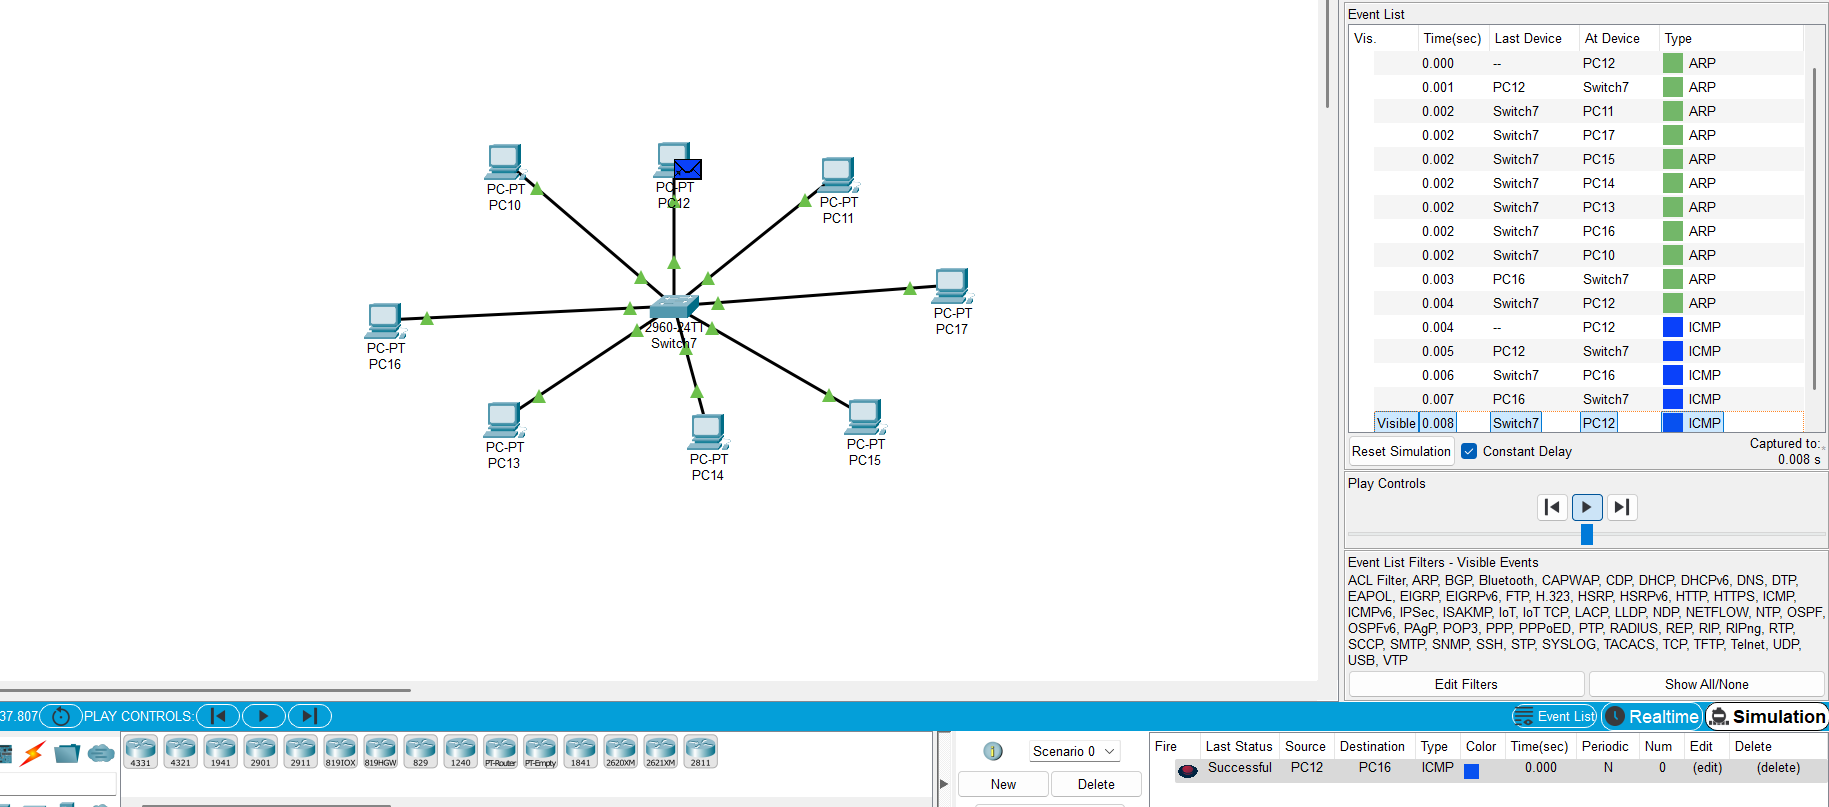 PC-PT
PC10
PC-PT
PC12
PC-PT
PC11
PC-PT
PC17
2960-24TT
Switch7
PC-PT
PC16
PC-PT
PC13
PC-PT
PC14
PC-PT
PC15
Event List
Vis. Time(sec) Last Device At Device Type
0.000 -- PC12 ARP
0.001 PC12 Switch7 ARP
0.002 Switch7 PC11 ARP
0.002 Switch7 PC17 ARP
0.002 Switch7 PC15 ARP
0.002 Switch7 PC14 ARP
0.002 Switch7 PC13 ARP
0.002 Switch7 PC16 ARP
0.002 Switch7 PC10 ARP
0.003 PC16 Switch7 ARP
0.004 Switch7 PC12 ARP
0.004 -- PC12 ICMP
0.005 PC12 Switch7 ICMP
0.006 Switch7 PC16 ICMP
0.007 PC16 Switch7 ICMP
Visible 0.008 Switch7 PC12 ICMP
Reset Simulation Constant Delay Captured to:
0.008 s
Play Controls
Event List Filters - Visible Events
ACL Filter, ARP, BGP, Bluetooth, CAPWAP, CDP, DHCP, DHCPv6, DNS, DTP,
EAPOL, EIGRP, EIGRPv6, FTP, H.323, HSRP, HSRPv6, HTTP, HTTPS, ICMP,
ICMPv6, IPSec, ISAKMP, IoT, IoT TCP, LACP, LLDP, NDP, NETFLOW, NTP, OSPF,
OSPFv6, PAgP, POP3, PPP, PPPoED, PTP, RADIUS, REP, RIP, RIPng, RTP,
SCCP, SMTP, SNMP, SSH, STP, SYSLOG, TACACS, TCP, TFTP, Telnet, UDP,
USB, VTP
Edit Filters Show All/None
37.807 PLAY CONTROLS: Event List Realtime Simulation
4331 4321 1941 2901 2911 819IOX 819HGW 829 1240 PT-Router PT-Empty 1841 2620XM 2621XM 2811
Scenario 0
New Delete
Fire Last Status Source Destination Type Color Time(sec) Periodic Num Edit Delete
Successful PC12 PC16 ICMP 0.000 N 0 (edit) (delete)